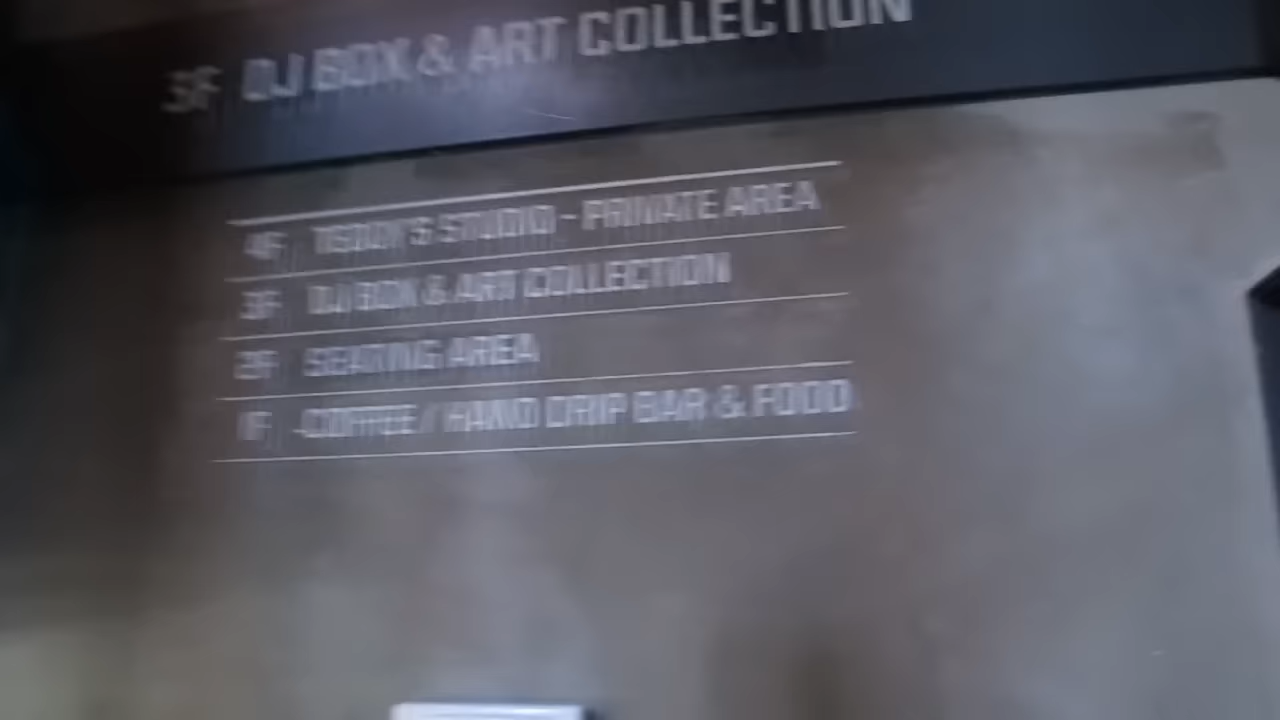 3F DJ BOX & ART COLLECTION
4F TEDDY'S STUDIO - PRIVATE AREA
3F DJ BOX & ART COLLECTION
2F SEATING AREA
1F COFFEE / HAND DRIP BAR & FOOD